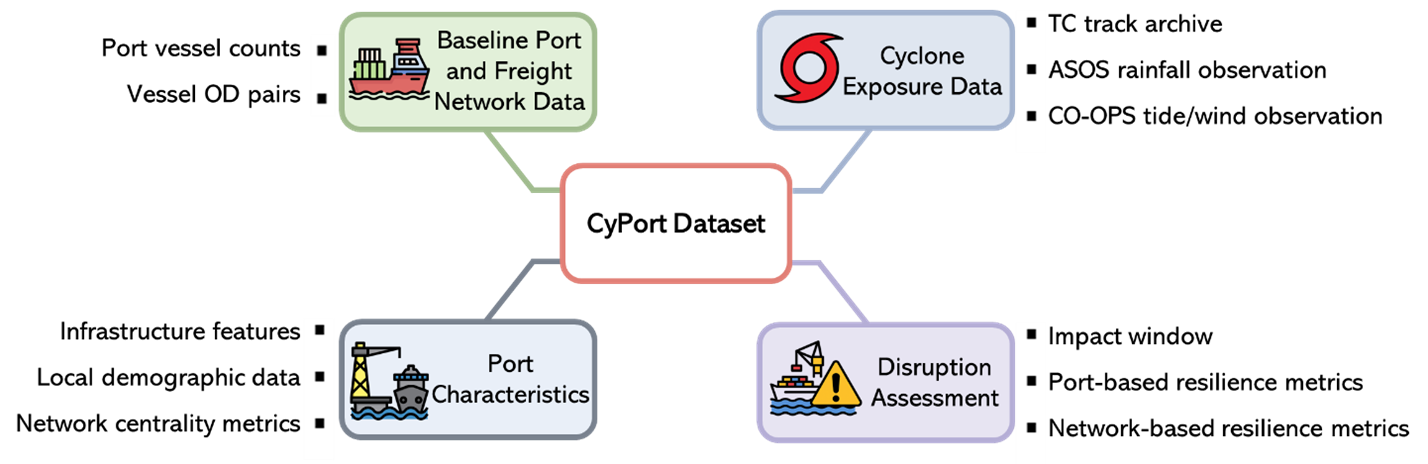 Port vessel counts
Vessel OD pairs
Baseline Port
and Freight
Network Data
Cyclone
Exposure Data
TC track archive
ASOS rainfall observation
CO-OPS tide/wind observation
CyPort Dataset
Infrastructure features
Local demographic data
Network centrality metrics
Port
Characteristics
Disruption
Assessment
Impact window
Port-based resilience metrics
Network-based resilience metrics